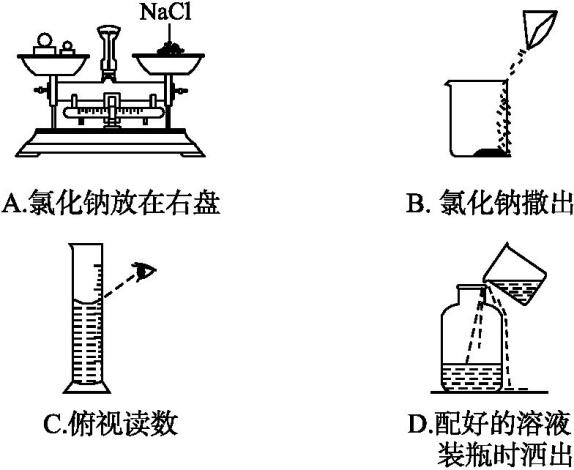 NaCl
A.氯化钠放在右盘
B. 氯化钠撒出
C.俯视读数
D.配好的溶液
装瓶时洒出